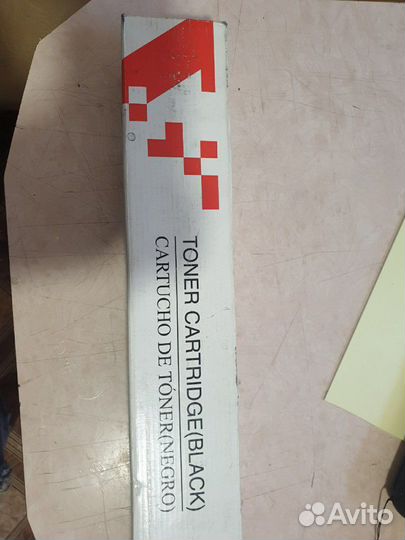 TONER CARTRIDGE(BLACK)
CARTUCHO DE TÓNER(NEGRO)
Avito